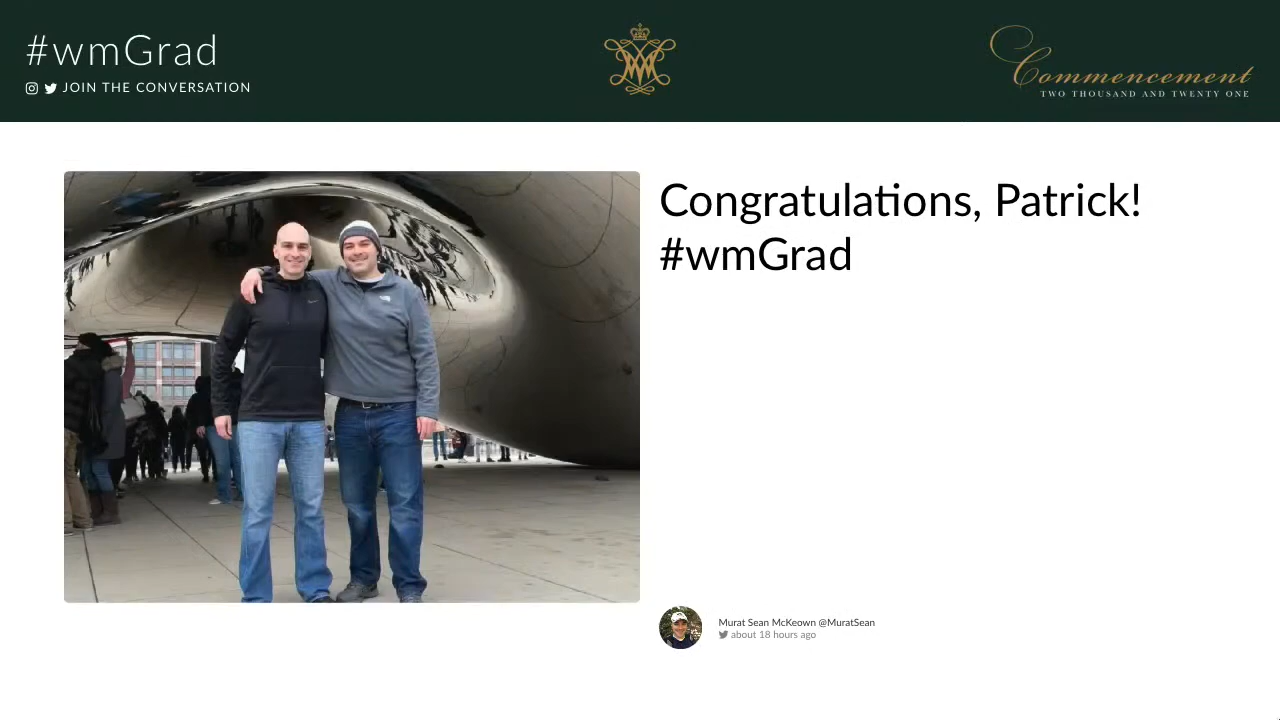 #wmGrad
JOIN THE CONVERSATION
Commencement
TWO THOUSAND AND TWENTY ONE
Congratulations, Patrick!
#wmGrad
Murat Sean McKeown @MuratSean
about 18 hours ago